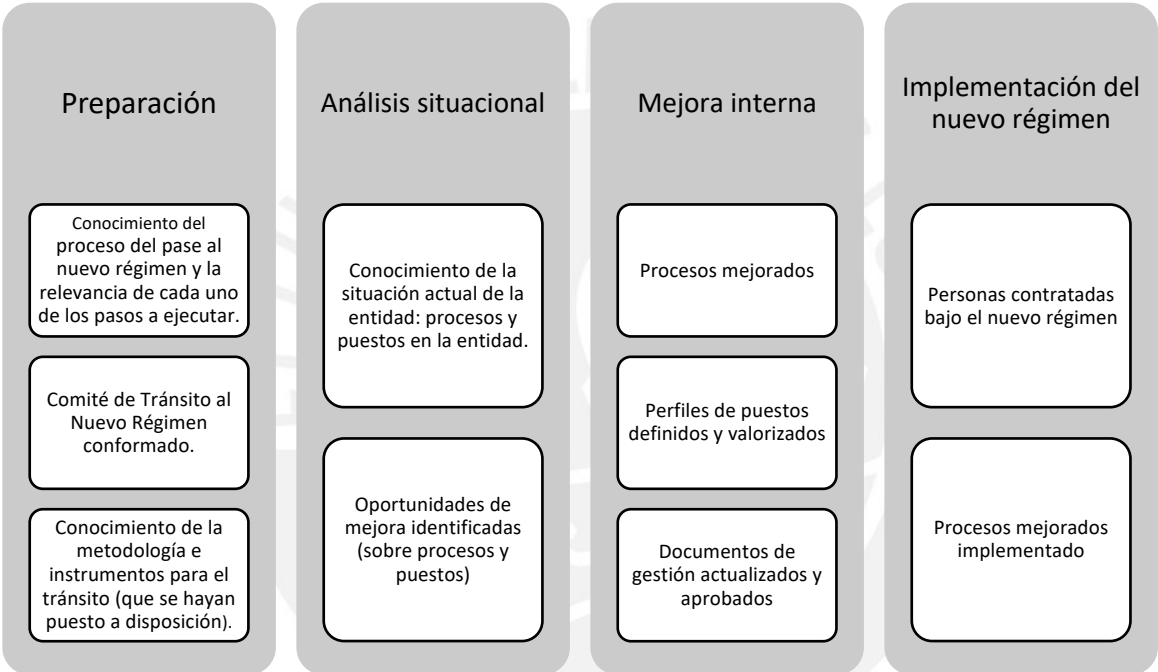 Preparación
Conocimiento del
proceso del pase al
nuevo régimen y la
relevancia de cada uno
de los pasos a ejecutar.
Comité de Tránsito al
Nuevo Régimen
conformado.
Conocimiento de la
metodología e
instrumentos para el
tránsito (que se hayan
puesto a disposición).
Análisis situacional
Conocimiento de la
situación actual de la
entidad: procesos y
puestos en la entidad.
Oportunidades de
mejora identificadas
(sobre procesos y
puestos)
Mejora interna
Procesos mejorados
Perfiles de puestos
definidos y valorizados
Documentos de
gestión actualizados y
aprobados
Implementación del
nuevo régimen
Personas contratadas
bajo el nuevo régimen
Procesos mejorados
implementado